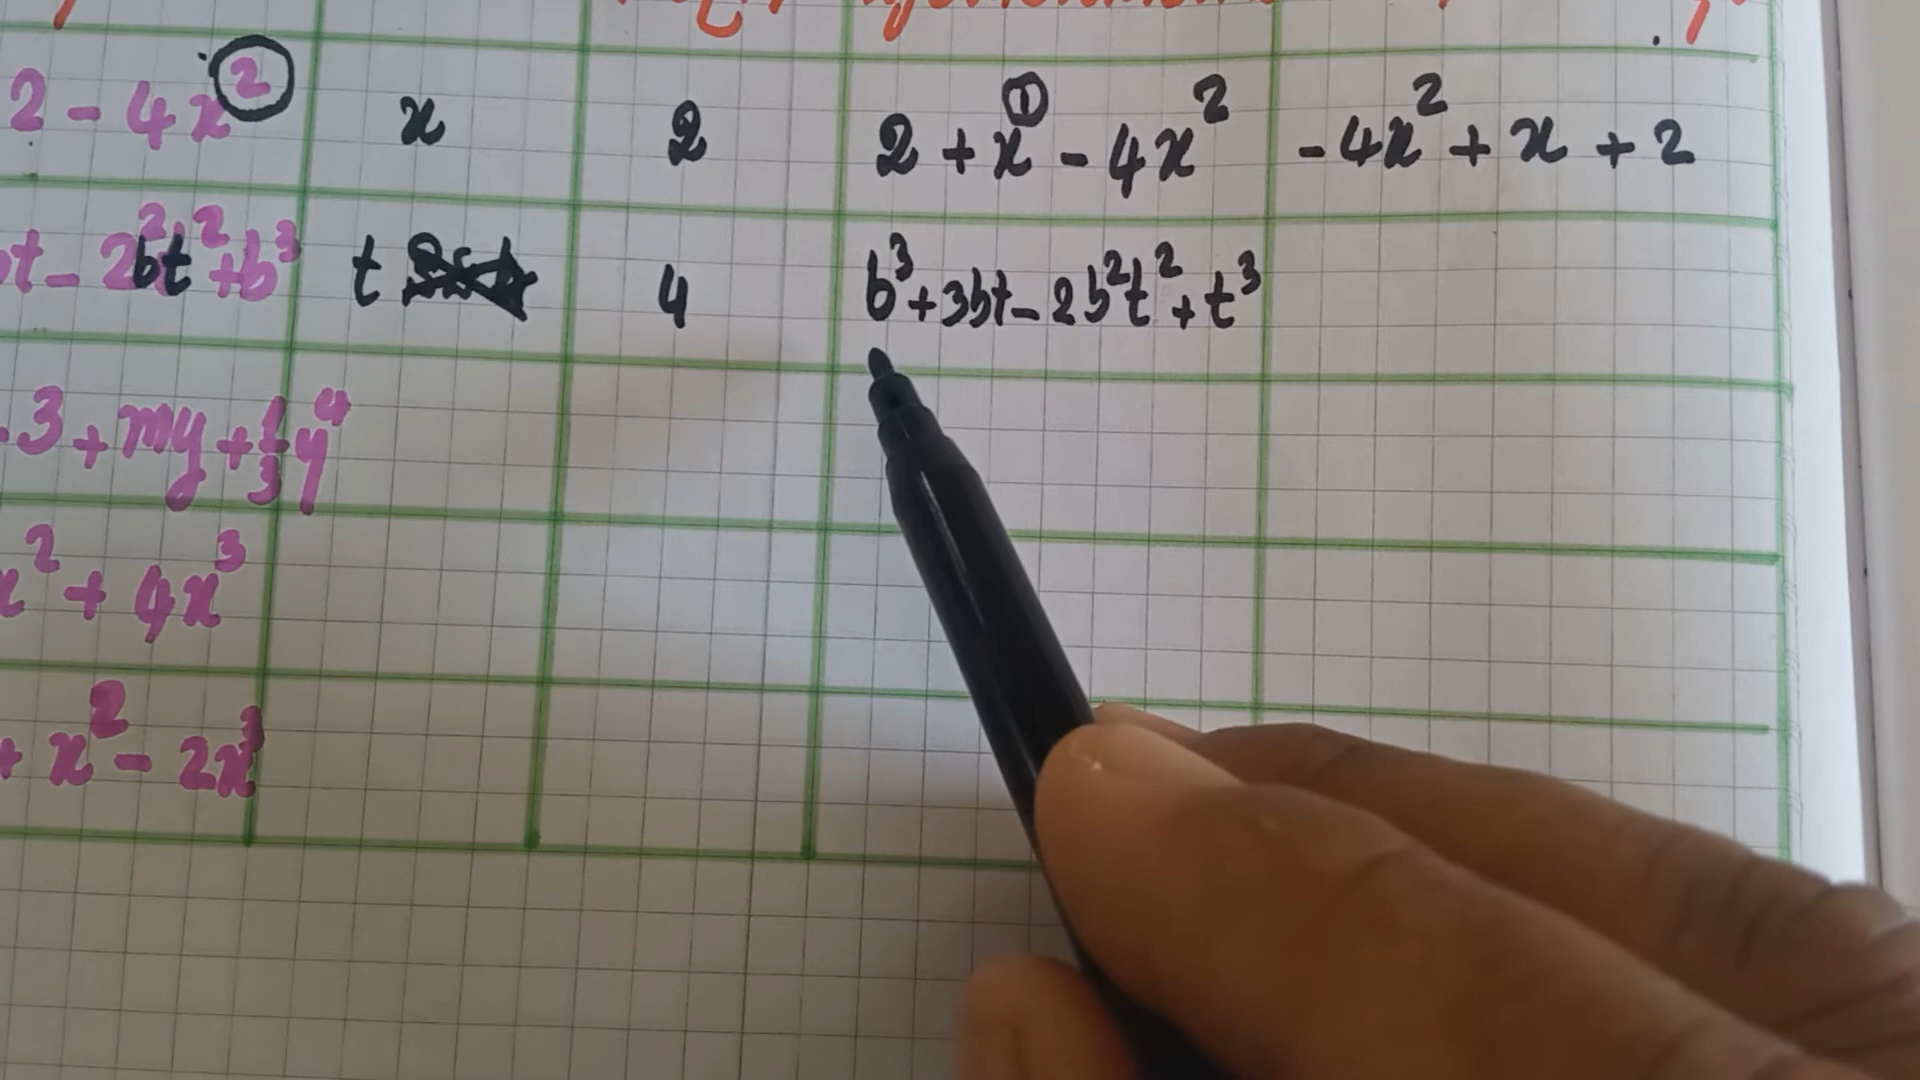 2 - 4x² x 2 2 + x① - 4x² - 4x² + x + 2
t - 2b²t² + b³ t 4 b³ + 3bt - 2b²t² + t³
3 + my + 1/3 y⁴
x² + 4x³
+ x² - 2x³